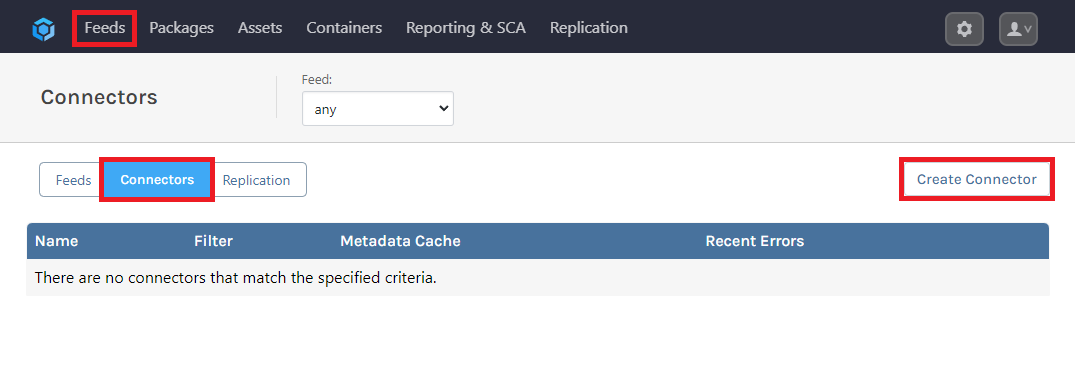 Feeds Packages Assets Containers Reporting & SCA Replication
Feed:
Connectors
any
Feeds Connectors Replication Create Connector
Name Filter Metadata Cache Recent Errors
There are no connectors that match the specified criteria.